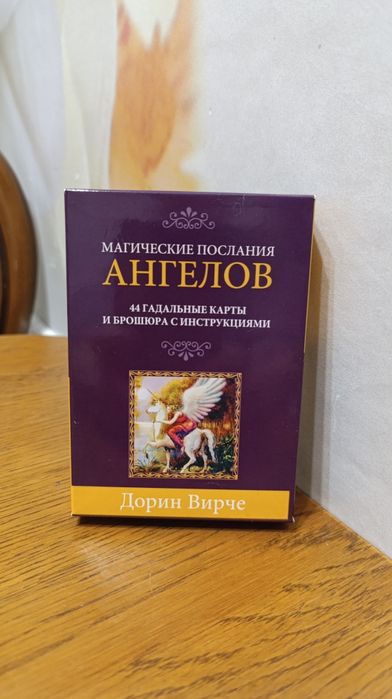 МАГИЧЕСКИЕ ПОСЛАНИЯ
АНГЕЛОВ
44 ГАДАЛЬНЫЕ КАРТЫ
И БРОШЮРА С ИНСТРУКЦИЯМИ
Дорин Вирче